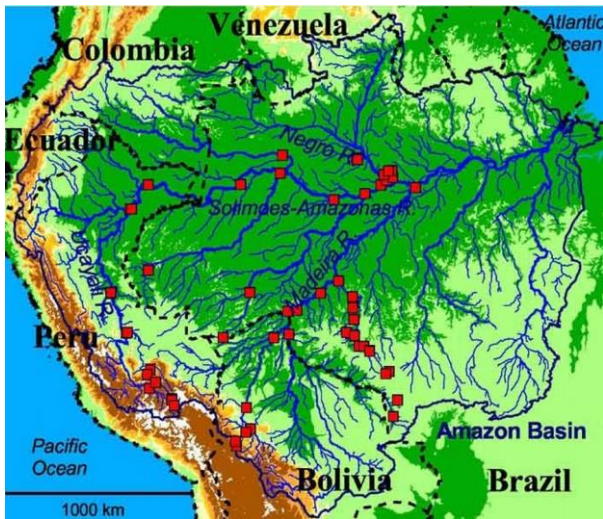 Venezuela
Atlantic
Ocean
Colombia
Ecuador
Negro R.
Solimões-Amazonas R.
Ucayali R.
Madeira R.
Peru
Amazon Basin
Pacific
Ocean
Bolivia
Brazil
1000 km